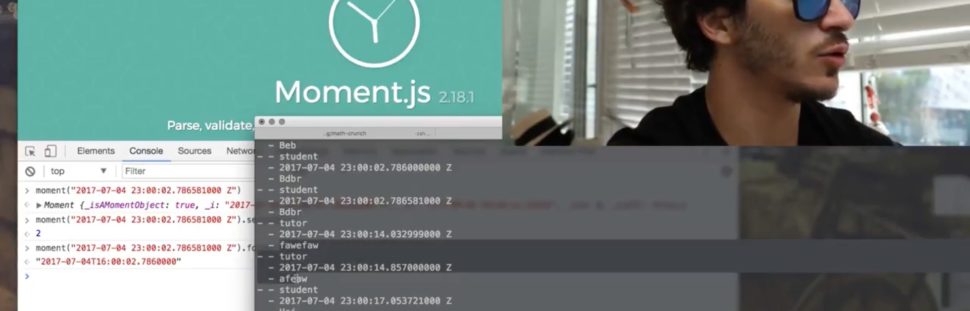 Moment.js 2.18.1
Parse, validate,
Elements Console Sources
top Filter
moment("2017-07-04 23:00:02.786581000 Z")
Moment {_isAMomentObject: true, _i: "2017-
moment("2017-07-04 23:00:02.786581000 Z").se
2
moment("2017-07-04 23:00:02.786581000 Z").fo
"2017-07-04T16:00:02.7860000"
.g/math-crunch
- Beb
- - student
- 2017-07-04 23:00:02.786000000 Z
- Bdbr
- - student
- 2017-07-04 23:00:02.786581000 Z
- Bdbr
- - tutor
- 2017-07-04 23:00:14.032999000 Z
- fawefaw
- - tutor
- 2017-07-04 23:00:14.857000000 Z
- - student
- 2017-07-04 23:00:17.053721000 Z